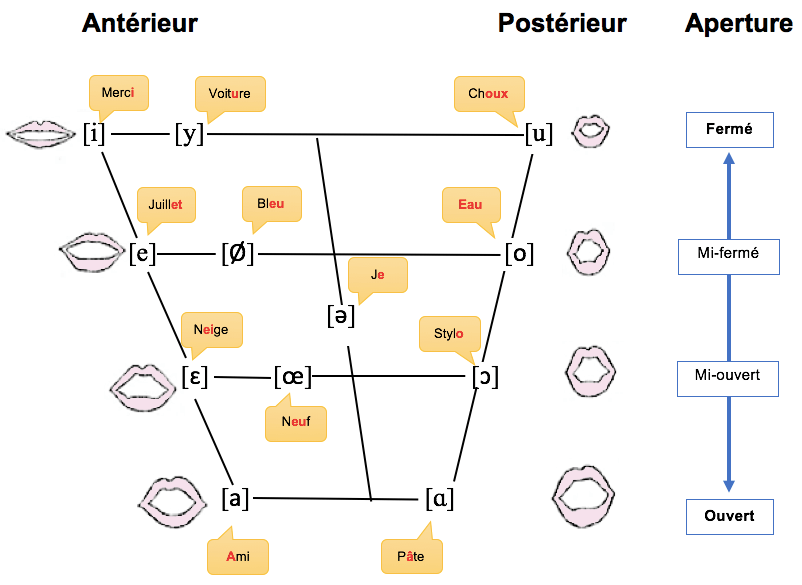 Antérieur Postérieur Aperture
Merci Voiture Choux
[i] [y] [u] Fermé
Juillet Bleu Eau
[e] [Ø] [o] Mi-fermé
Je
[ə]
Neige Stylo
[ɛ] [œ] [ɔ] Mi-ouvert
Neuf
[a] [ɑ] Ouvert
Ami Pâte